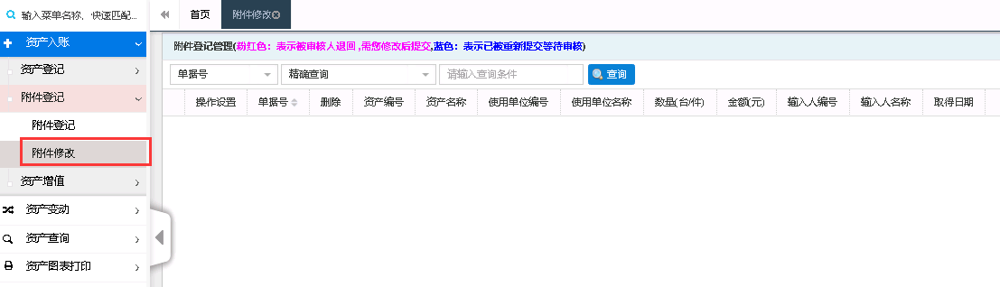 输入菜单名称，快速匹配...
首页
附件修改
资产入账
资产登记
附件登记
附件登记
附件修改
资产增值
资产变动
资产查询
资产图表打印
附件登记管理(粉红色：表示被审核人退回 ,需您修改后提交,蓝色：表示已被重新提交等待审核)
单据号 精确查询 请输入查询条件 查询
操作设置 单据号 删除 资产编号 资产名称 使用单位编号 使用单位名称 数量(台/件) 金额(元) 输入人编号 输入人名称 取得日期